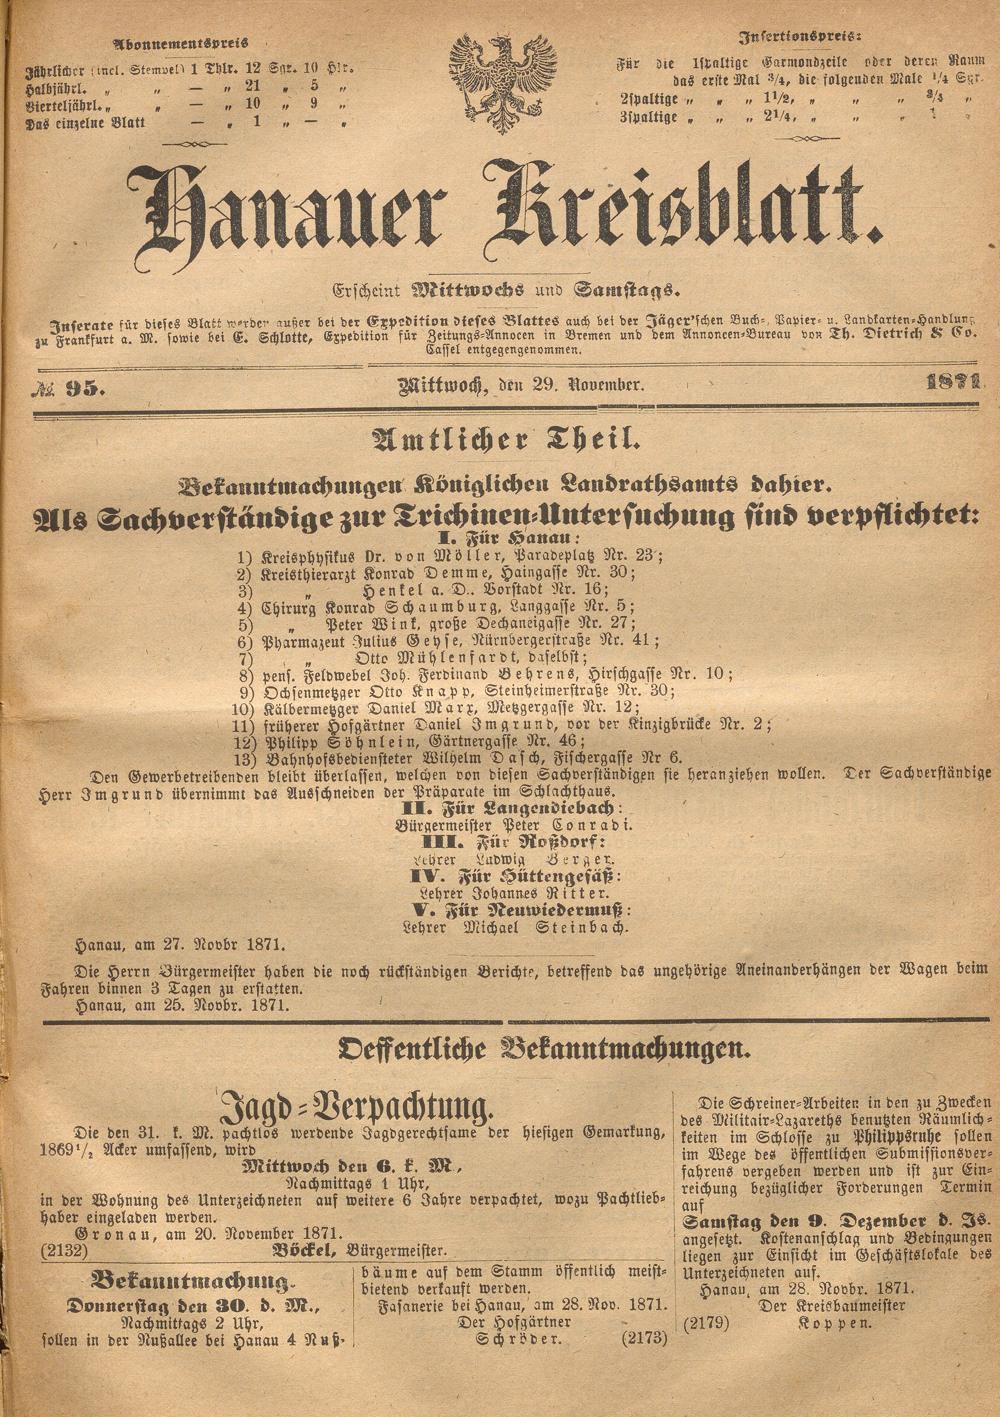 Abonnementspreis
Jährlicher (incl. Stempel) 1 Thlr. 12 Sgr. 10 Hlr.
Halbjährl. „ „ — „ 21 „ 5 „
Vierteljährl. „ „ — „ 10 „ 9 „
Das einzelne Blatt — „ 1 „ — „
Insertionspreis:
Für die 1spaltige Garmondzeile oder deren Raum
das erste Mal 3/4, die folgenden Male 1/4 Sgr.
2spaltige „ „ „ 1 1/2, „ „ „ 3/4 „
3spaltige „ „ „ 2 1/4, „ „ „ 1 „
Hanauer Kreisblatt.
Erscheint Mittwochs und Samstags.
Inserate für dieses Blatt werden außer bei der Expedition dieses Blattes auch bei der Jäger'schen Buch-, Papier- u. Landkarten-Handlung
zu Frankfurt a. M. sowie bei E. Schlotte, Expedition für Zeitungs-Annocen in Bremen und dem Annoncen-Bureau von Th. Dietrich & Co.
Cassel entgegengenommen.
№ 95. Mittwoch, den 29. November. 1871
Amtlicher Theil.
Bekanntmachungen Königlichen Landrathsamts dahier.
Als Sachverständige zur Trichinen-Untersuchung sind verpflichtet:
I. Für Hanau:
1) Kreisphysikus Dr. von Möller, Paradeplatz Nr. 23;
2) Kreisthierarzt Konrad Demme, Haingasse Nr. 30;
3) „ Henkel a. D.. Vorstadt Nr. 16;
4) Chirurg Konrad Schaumburg, Langgasse Nr. 5;
5) „ Peter Wink, große Dechaneigasse Nr. 27;
6) Pharmazeut Julius Geyse, Nürnbergerstraße Nr. 41;
7) „ Otto Mühlenfardt, daselbst;
8) pens. Feldwebel Joh. Ferdinand Behrens, Hirschgasse Nr. 10;
9) Ochsenmetzger Otto Knapp, Steinheimerstraße Nr. 30;
10) Kälbermetzger Daniel Marx, Metzgergasse Nr. 12;
11) früherer Hofgärtner Daniel Imgrund, vor der Kinzigbrücke Nr. 2;
12) Philipp Söhnlein, Gärtnergasse Nr. 46;
13) Bahnhofsbediensteter Wilhelm Dasch, Fischergasse Nr 6.
Den Gewerbetreibenden bleibt überlassen, welchen von diesen Sachverständigen sie heranziehen wollen. Der Sachverständige
Herr Imgrund übernimmt das Ausschneiden der Präparate im Schlachthaus.
II. Für Langendiebach:
Bürgermeister Peter Conradi.
III. Für Roßdorf:
Lehrer Ludwig Berger.
IV. Für Hüttengesäß:
Lehrer Johannes Ritter.
V. Für Neuwiedermuß:
Lehrer Michael Steinbach.
Hanau, am 27. Novbr 1871.
Die Herrn Bürgermeister haben die noch rückständigen Berichte, betreffend das ungehörige Aneinanderhängen der Wagen beim
Fahren binnen 3 Tagen zu erstatten.
Hanau, am 25. Novbr. 1871.
Oeffentliche Bekanntmachungen.
Jagd-Verpachtung.
Die den 31. k. M. pachtlos werdende Jagdgerechtsame der hiesigen Gemarkung,
1869 1/2 Acker umfassend, wird
Mittwoch den 6. k. M,
Nachmittags 1 Uhr,
in der Wohnung des Unterzeichneten auf weitere 6 Jahre verpachtet, wozu Pachtlieb-
haber eingeladen werden.
Gronau, am 20. November 1871.
(2132) Böckel, Bürgermeister.
Bekanntmachung.
Donnerstag den 30. d. M.,
Nachmittags 2 Uhr,
sollen in der Nußallee bei Hanau 4 Nuß-
bäume auf dem Stamm öffentlich meist-
bietend verkauft werden.
Fasanerie bei Hanau, am 28. Nov. 1871.
Der Hofgärtner
Schröder. (2173)
Die Schreiner-Arbeiten in den zu Zwecken
des Militair-Lazareths benutzten Räumlich-
keiten im Schlosse zu Philippsruhe sollen
im Wege des öffentlichen Submissionsver-
fahrens vergeben werden und ist zur Ein-
reichung bezüglicher Forderungen Termin
auf
Samstag den 9. Dezember d. Js.
angesetzt. Kostenanschlag und Bedingungen
liegen zur Einsicht im Geschäftslokale des
Unterzeichneten auf.
Hanau, am 28. Novbr. 1871.
Der Kreisbaumeister
(2179) Koppen.